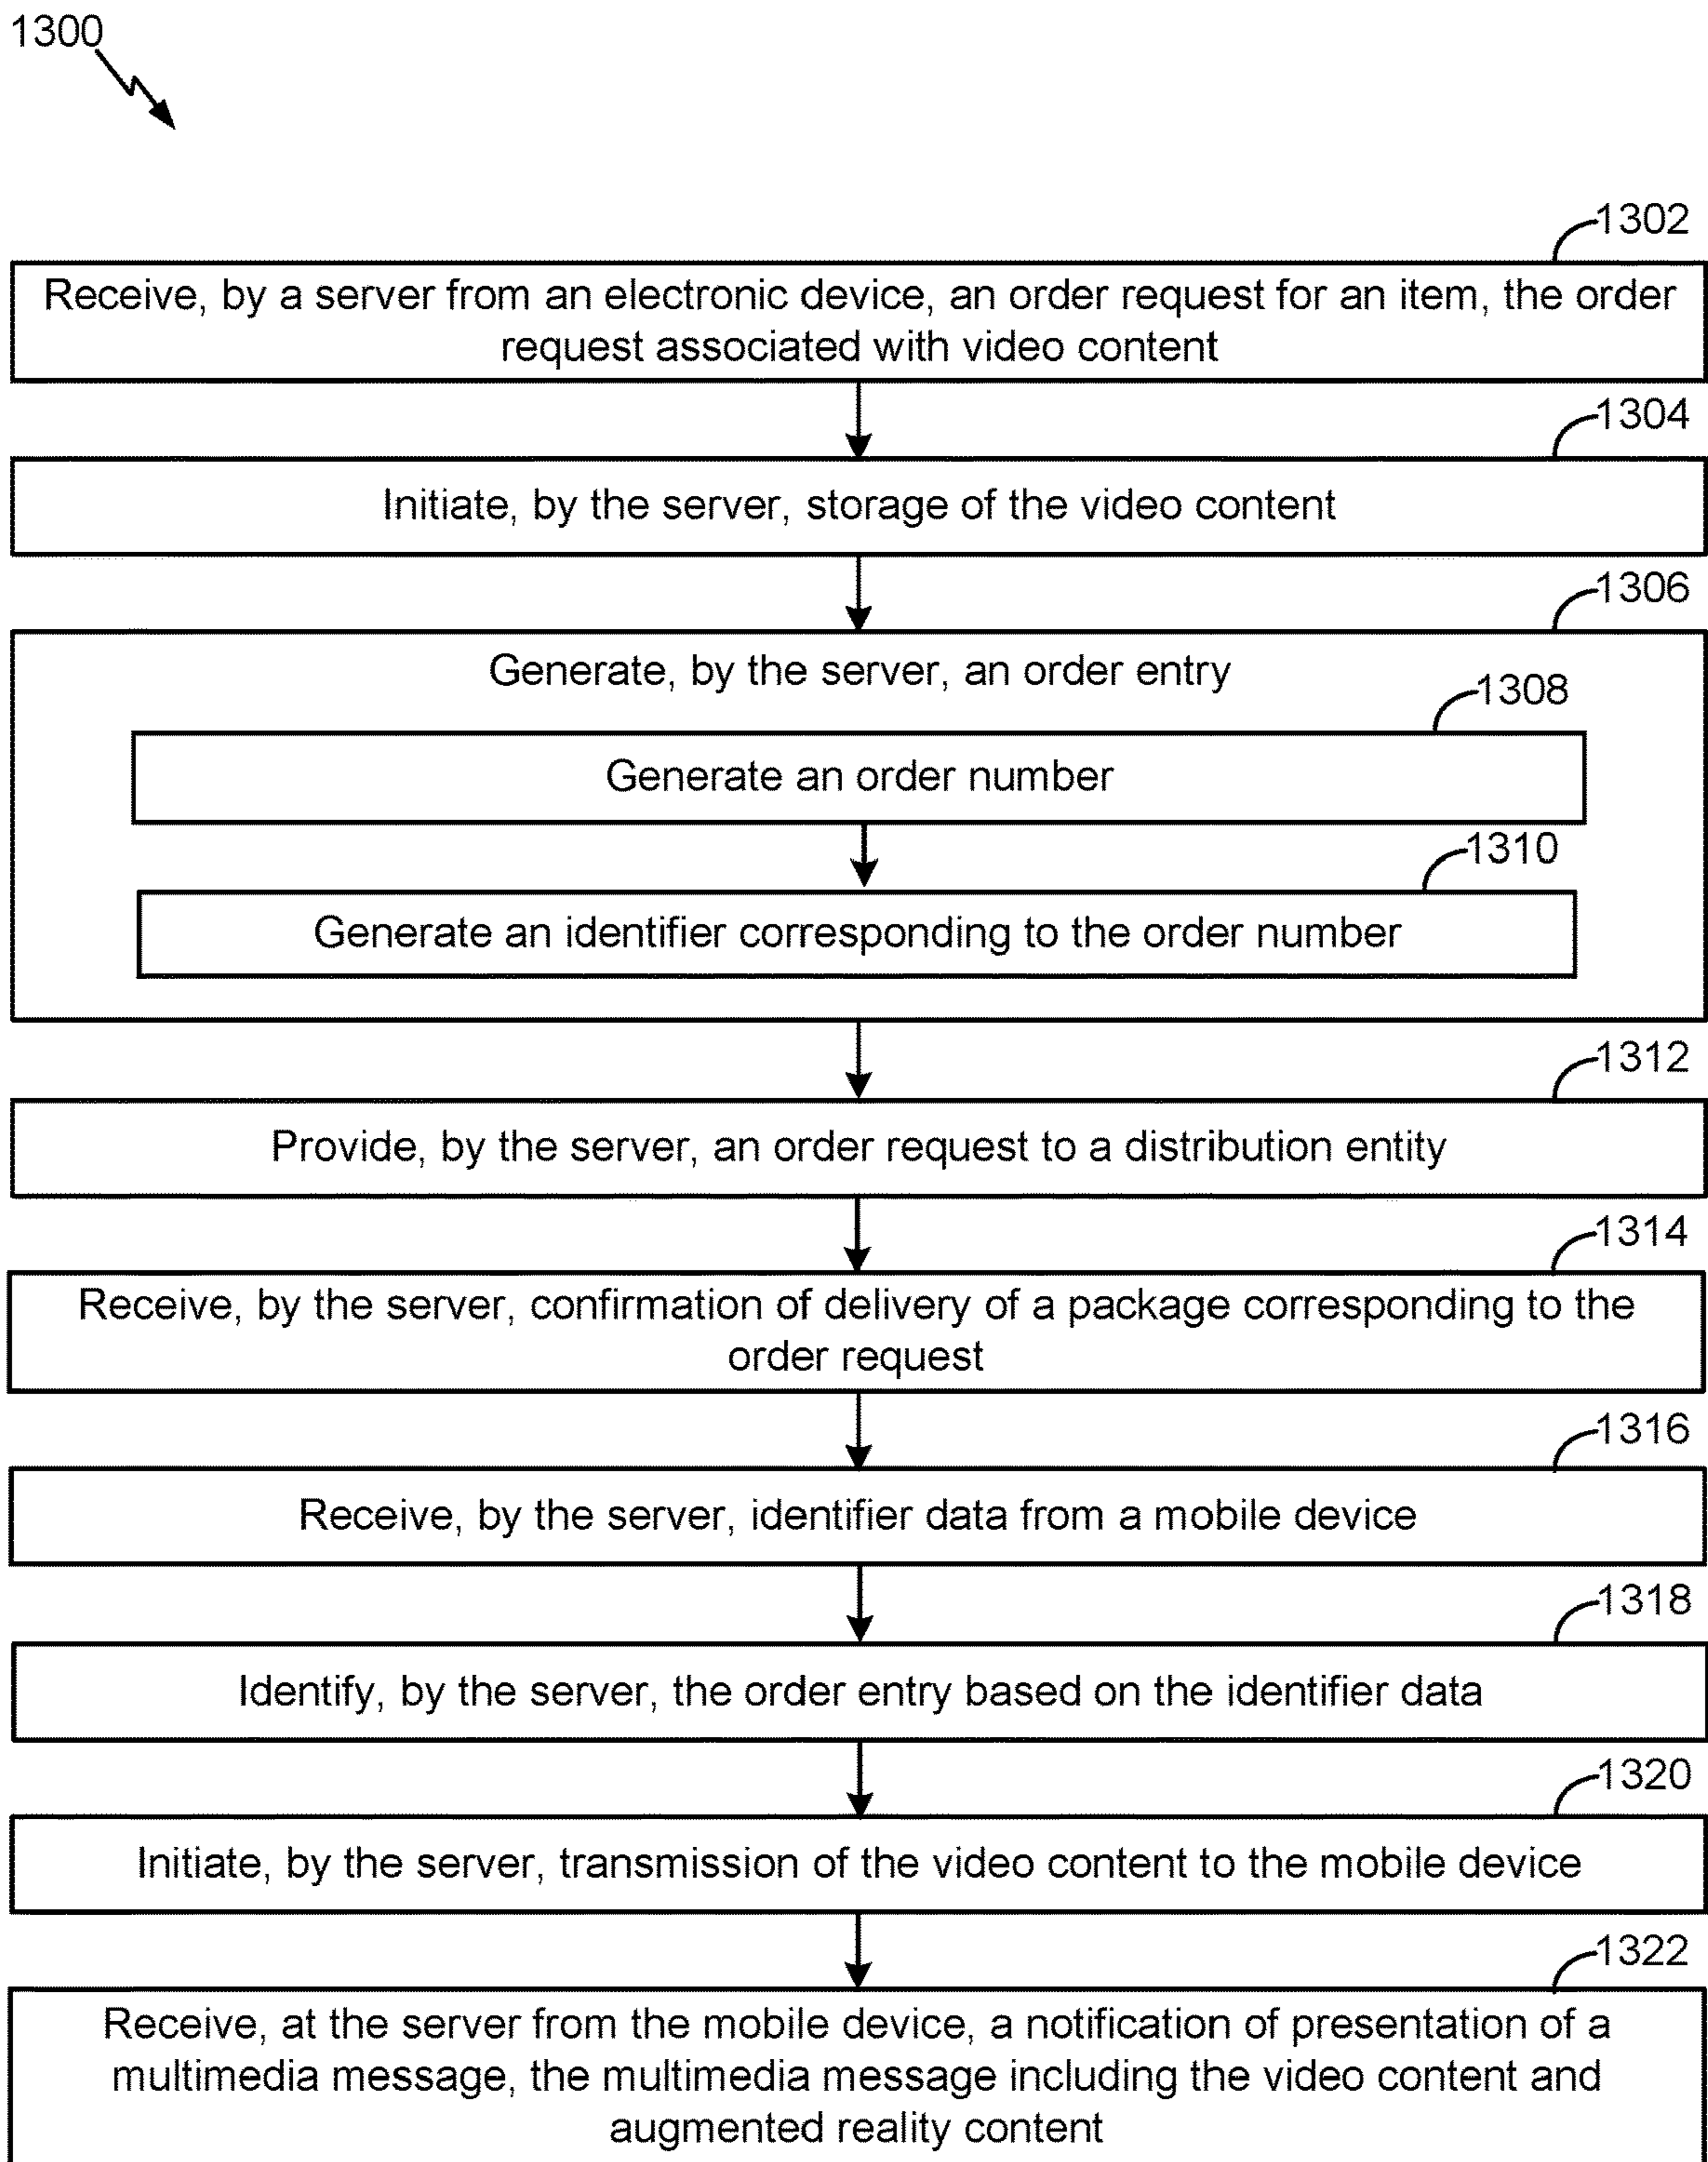 1300
1302
Receive, by a server from an electronic device, an order request for an item, the order
request associated with video content
1304
Initiate, by the server, storage of the video content
1306
Generate, by the server, an order entry
1308
Generate an order number
1310
Generate an identifier corresponding to the order number
1312
Provide, by the server, an order request to a distribution entity
1314
Receive, by the server, confirmation of delivery of a package corresponding to the
order request
1316
Receive, by the server, identifier data from a mobile device
1318
Identify, by the server, the order entry based on the identifier data
1320
Initiate, by the server, transmission of the video content to the mobile device
1322
Receive, at the server from the mobile device, a notification of presentation of a
multimedia message, the multimedia message including the video content and
augmented reality content